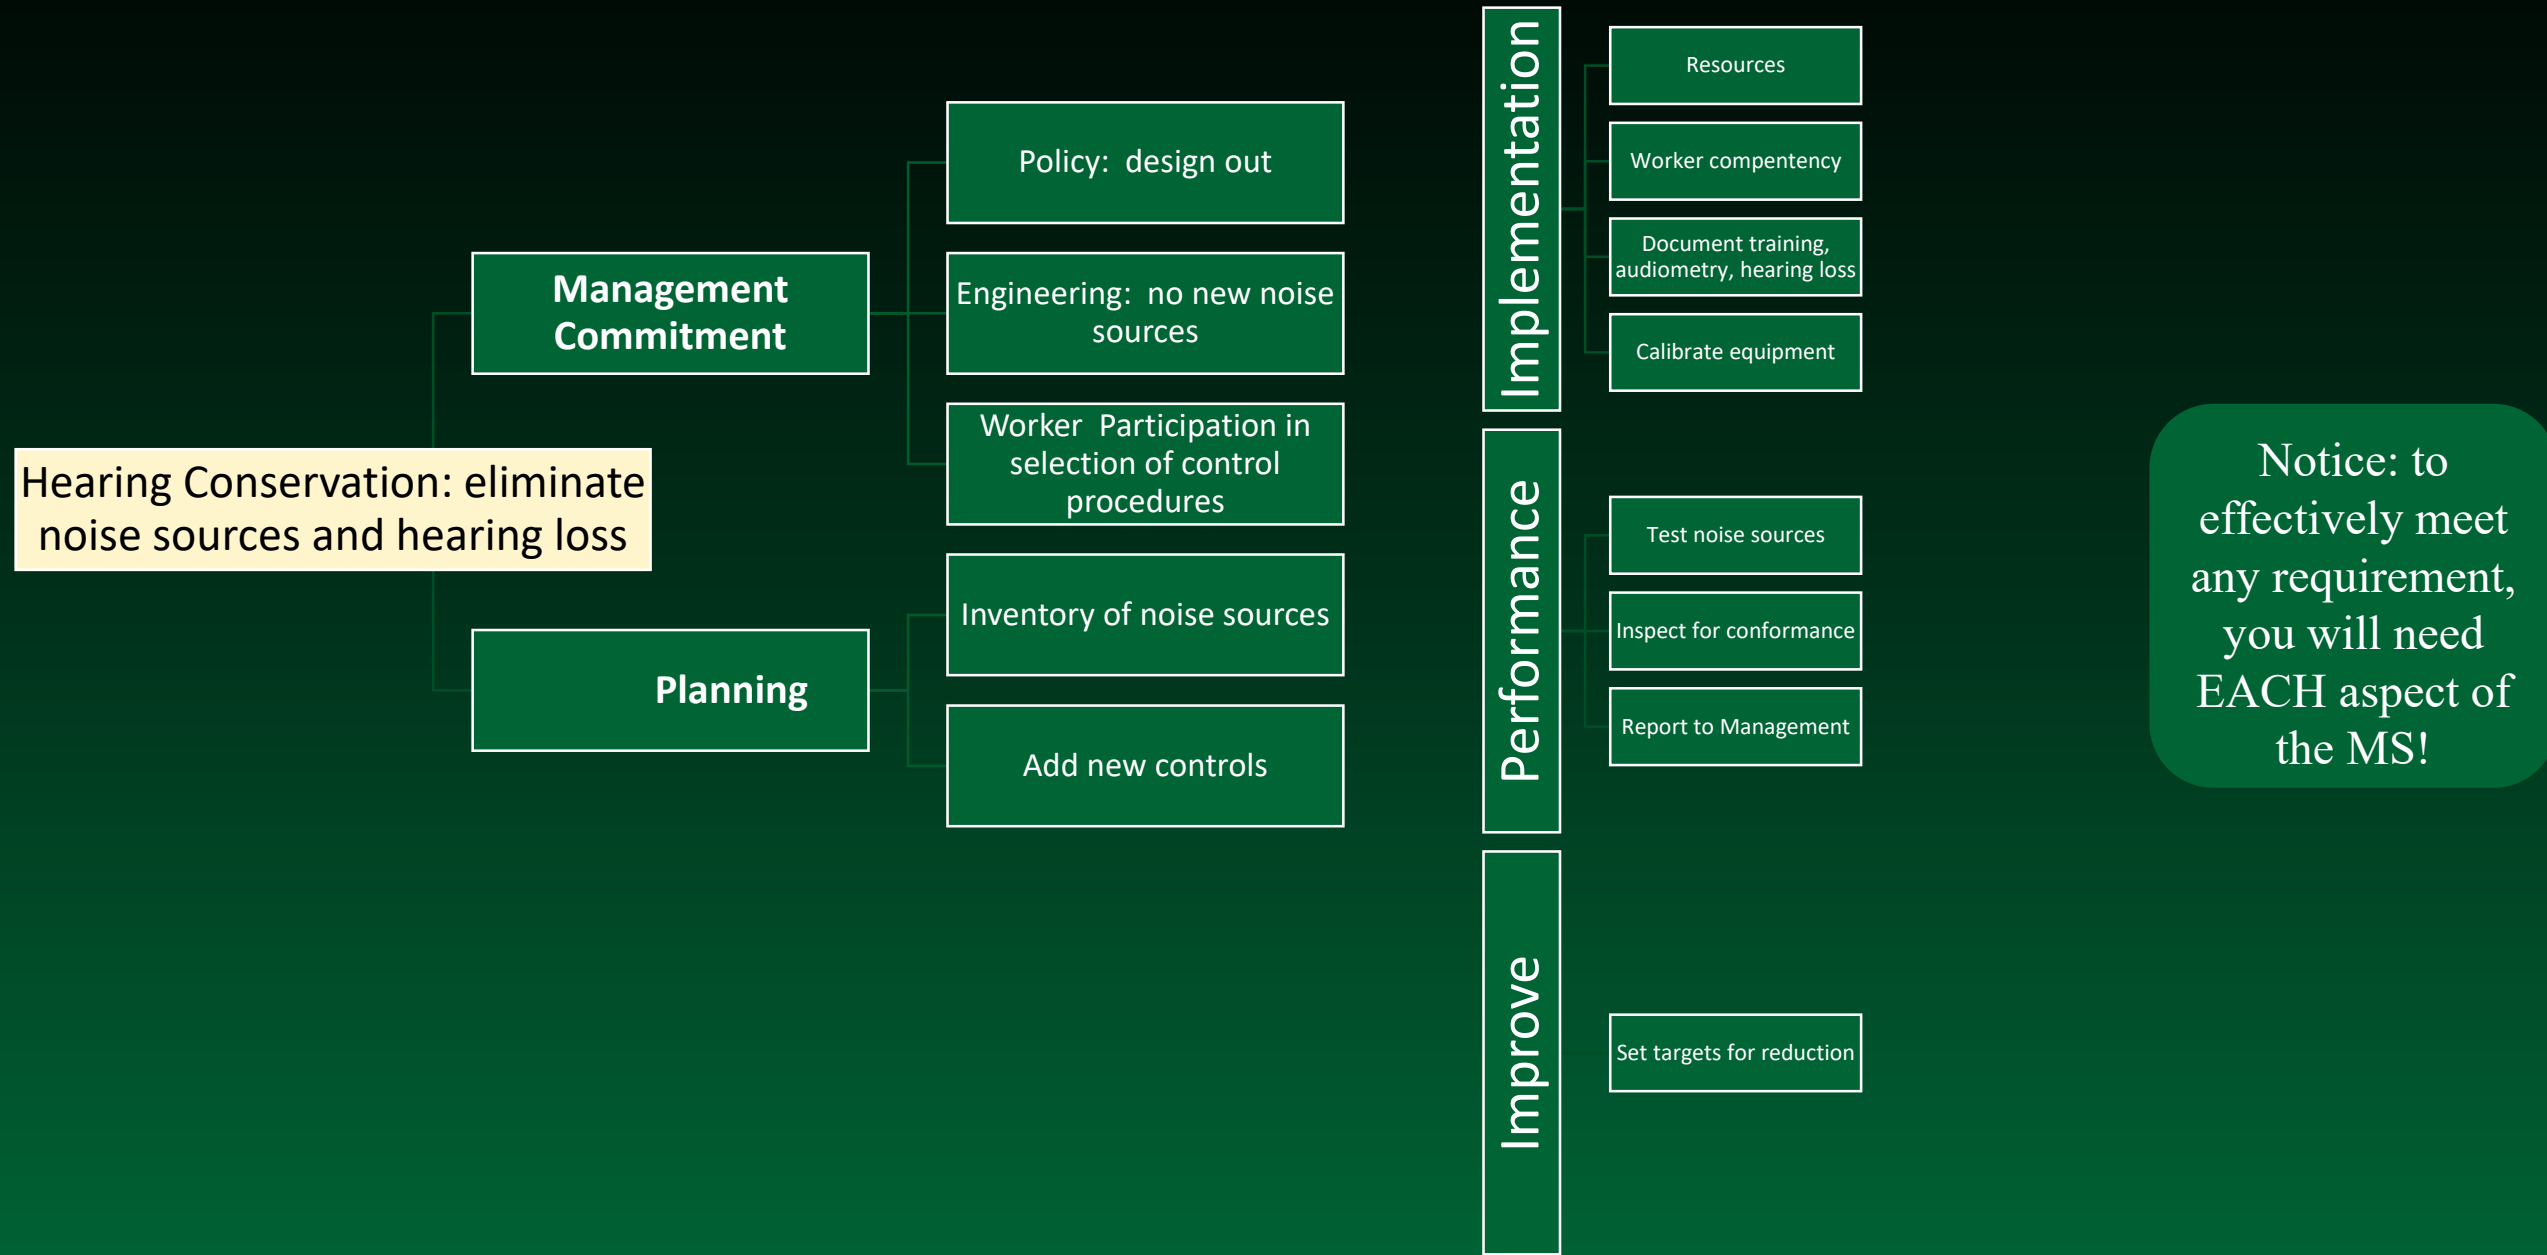 Hearing Conservation: eliminate
noise sources and hearing loss
Management
Commitment
Policy: design out
Engineering: no new noise
sources
Worker Participation in
selection of control
procedures
Planning
Inventory of noise sources
Add new controls
Implementation
Resources
Worker compentency
Document training,
audiometry, hearing loss
Calibrate equipment
Performance
Test noise sources
Inspect for conformance
Report to Management
Improve
Set targets for reduction
Notice: to
effectively meet
any requirement,
you will need
EACH aspect of
the MS!